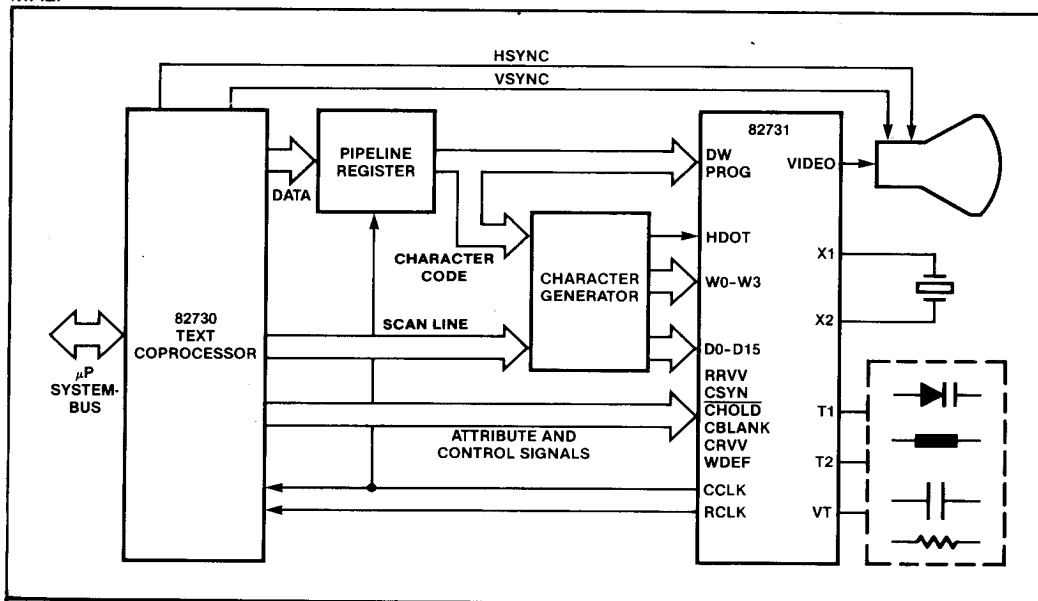 HSYNC
VSYNC
82731
DATA
PIPELINE
REGISTER
DW
PROG
VIDEO
CHARACTER
CODE
HDOT
X1
CHARACTER
GENERATOR
W0-W3
82730
TEXT
COPROCESSOR
SCAN LINE
X2
μP
SYSTEM-
BUS
D0-D15
RRVV
CSYN
CHOLD
CBLANK
CRVV
WDEF
T1
ATTRIBUTE AND
CONTROL SIGNALS
T2
CCLK
RCLK
VT